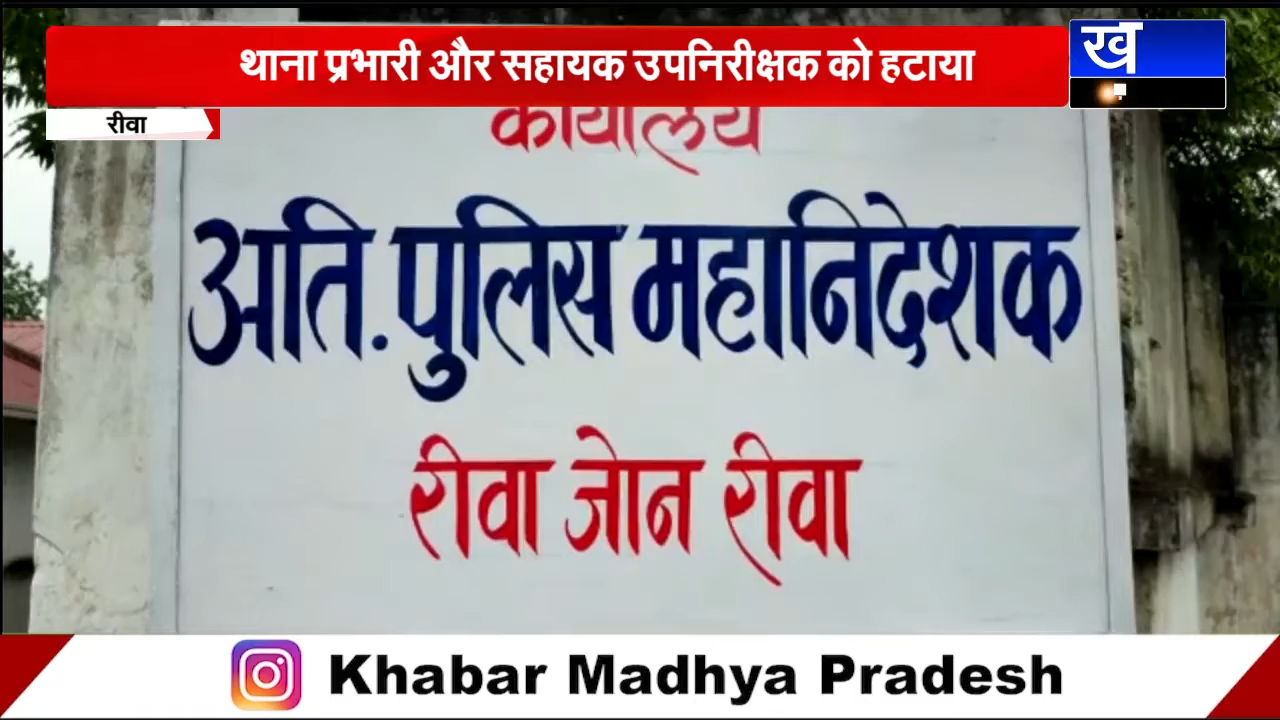 थाना प्रभारी और सहायक उपनिरीक्षक को हटाया
ख
रीवा
कार्यालय
अति. पुलिस महानिदेशक
रीवा जोन रीवा
Khabar Madhya Pradesh